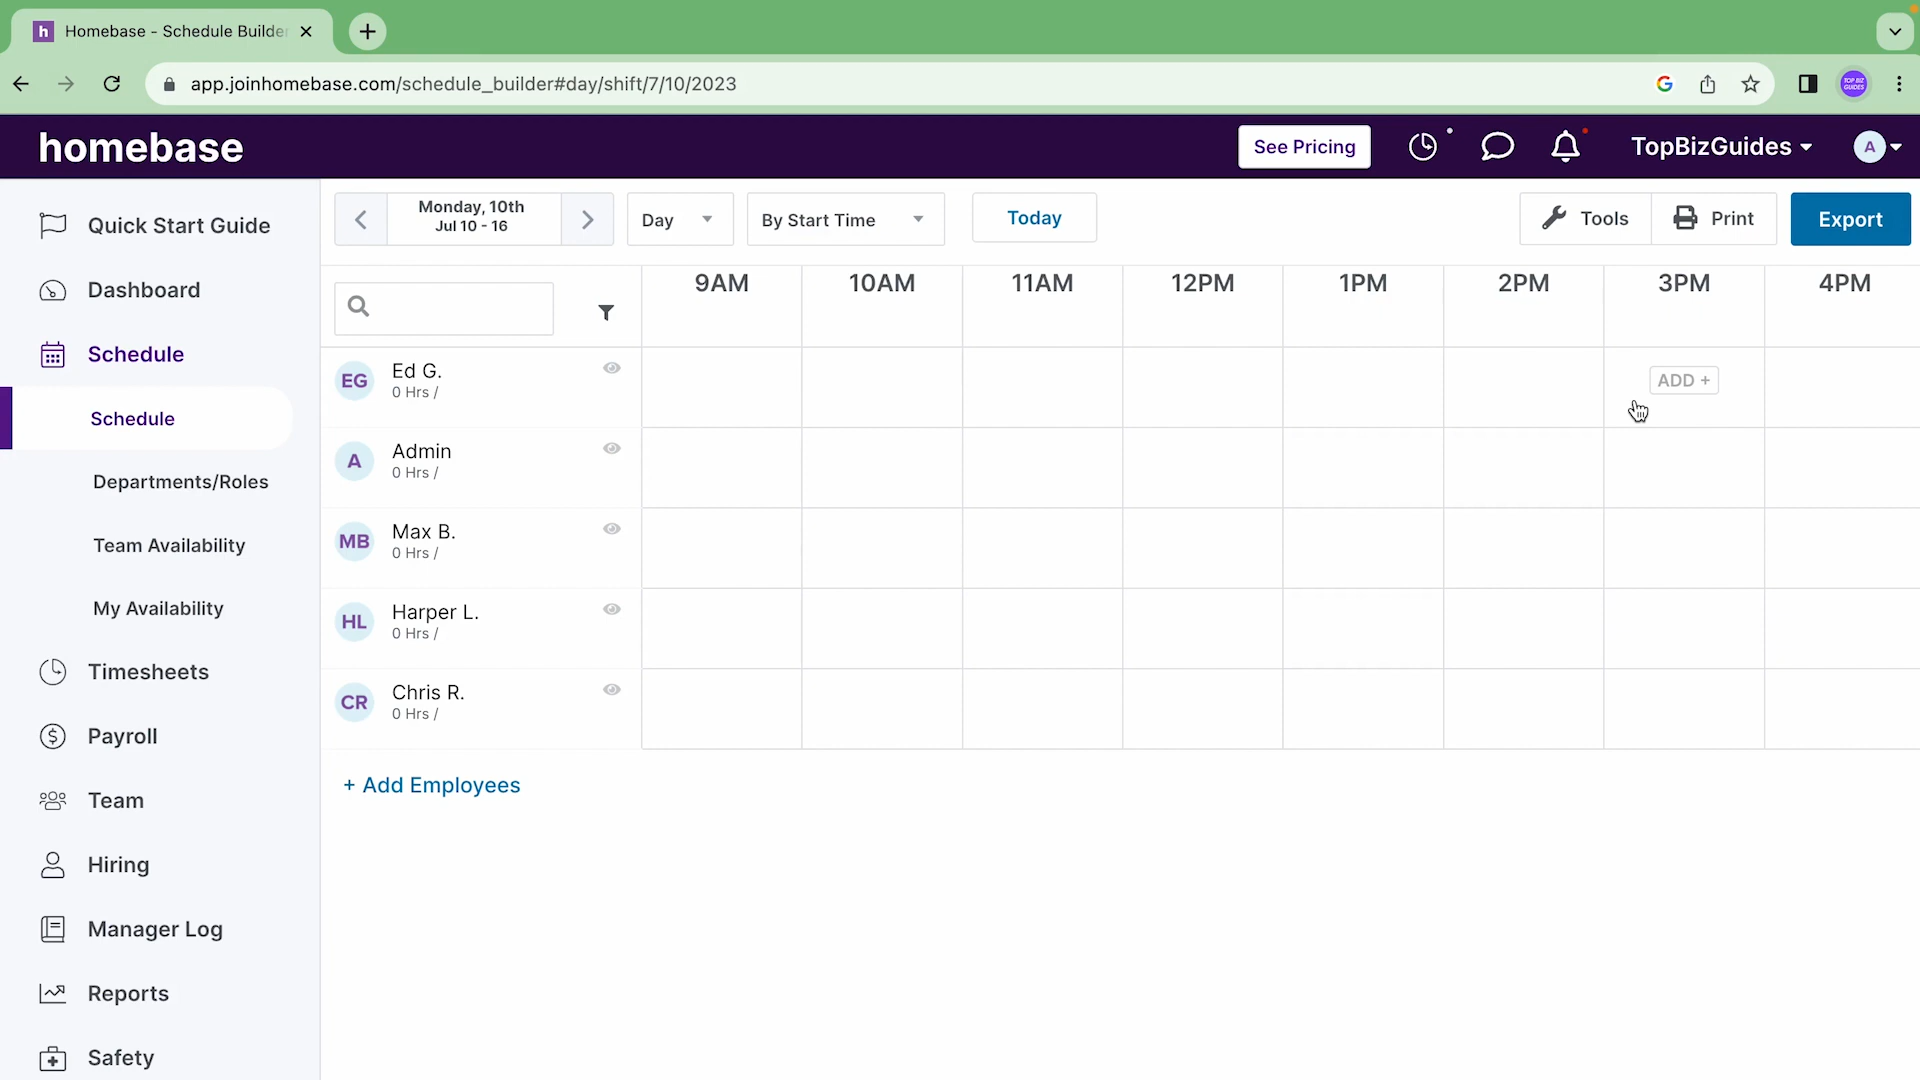 h Homebase - Schedule Builder
app.joinhomebase.com/schedule_builder#day/shift/7/10/2023
TOP BIZ
GUIDES
homebase
See Pricing
TopBizGuides
A
Quick Start Guide
Dashboard
Schedule
Schedule
Departments/Roles
Team Availability
My Availability
Timesheets
Payroll
Team
Hiring
Manager Log
Reports
Safety
Monday, 10th
Jul 10 - 16
Day
By Start Time
Today
Tools
Print
Export
9AM 10AM 11AM 12PM 1PM 2PM 3PM 4PM
EG Ed G.
0 Hrs /
ADD +
A Admin
0 Hrs /
MB Max B.
0 Hrs /
HL Harper L.
0 Hrs /
CR Chris R.
0 Hrs /
+ Add Employees